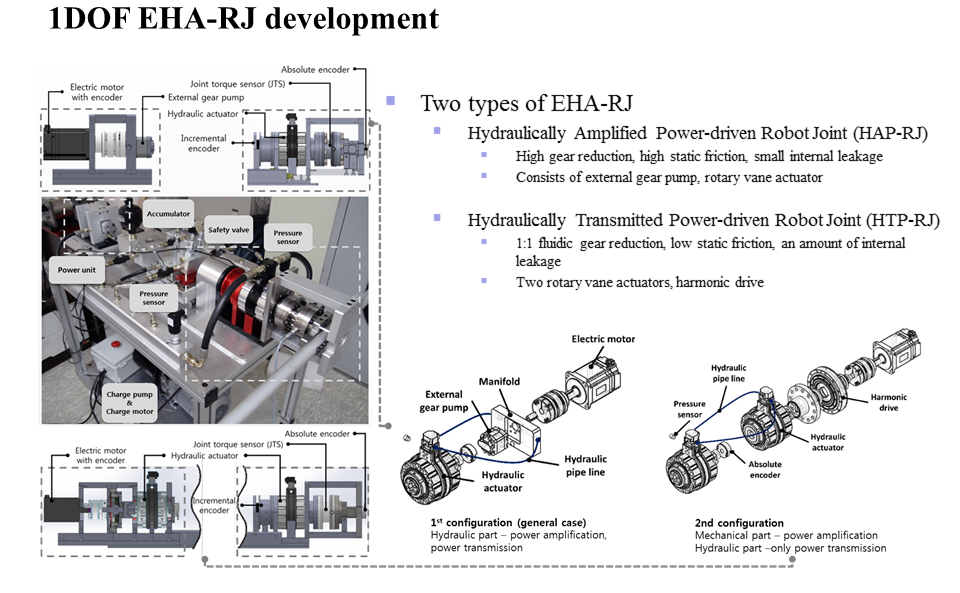 1DOF EHA-RJ development
Absolute encoder
Joint torque sensor (JTS)
Electric motor
with encoder
External gear pump
Hydraulic actuator
Incremental
encoder
Accumulator
Safety valve
Pressure
sensor
Power unit
Pressure
sensor
Charge pump
&
Charge motor
Absolute encoder
Joint torque sensor (JTS)
Electric motor
with encoder
Hydraulic actuator
Incremental
encoder
Two types of EHA-RJ
Hydraulically Amplified Power-driven Robot Joint (HAP-RJ)
High gear reduction, high static friction, small internal leakage
Consists of external gear pump, rotary vane actuator
Hydraulically Transmitted Power-driven Robot Joint (HTP-RJ)
1:1 fluidic gear reduction, low static friction, an amount of internal
leakage
Two rotary vane actuators, harmonic drive
Electric motor
Manifold
External
gear pump
Hydraulic
pipe line
Hydraulic
actuator
1st configuration (general case)
Hydraulic part – power amplification,
power transmission
Hydraulic
pipe line
Pressure
sensor
Harmonic
drive
Hydraulic
actuator
Absolute
encoder
2nd configuration
Mechanical part – power amplification
Hydraulic part –only power transmission